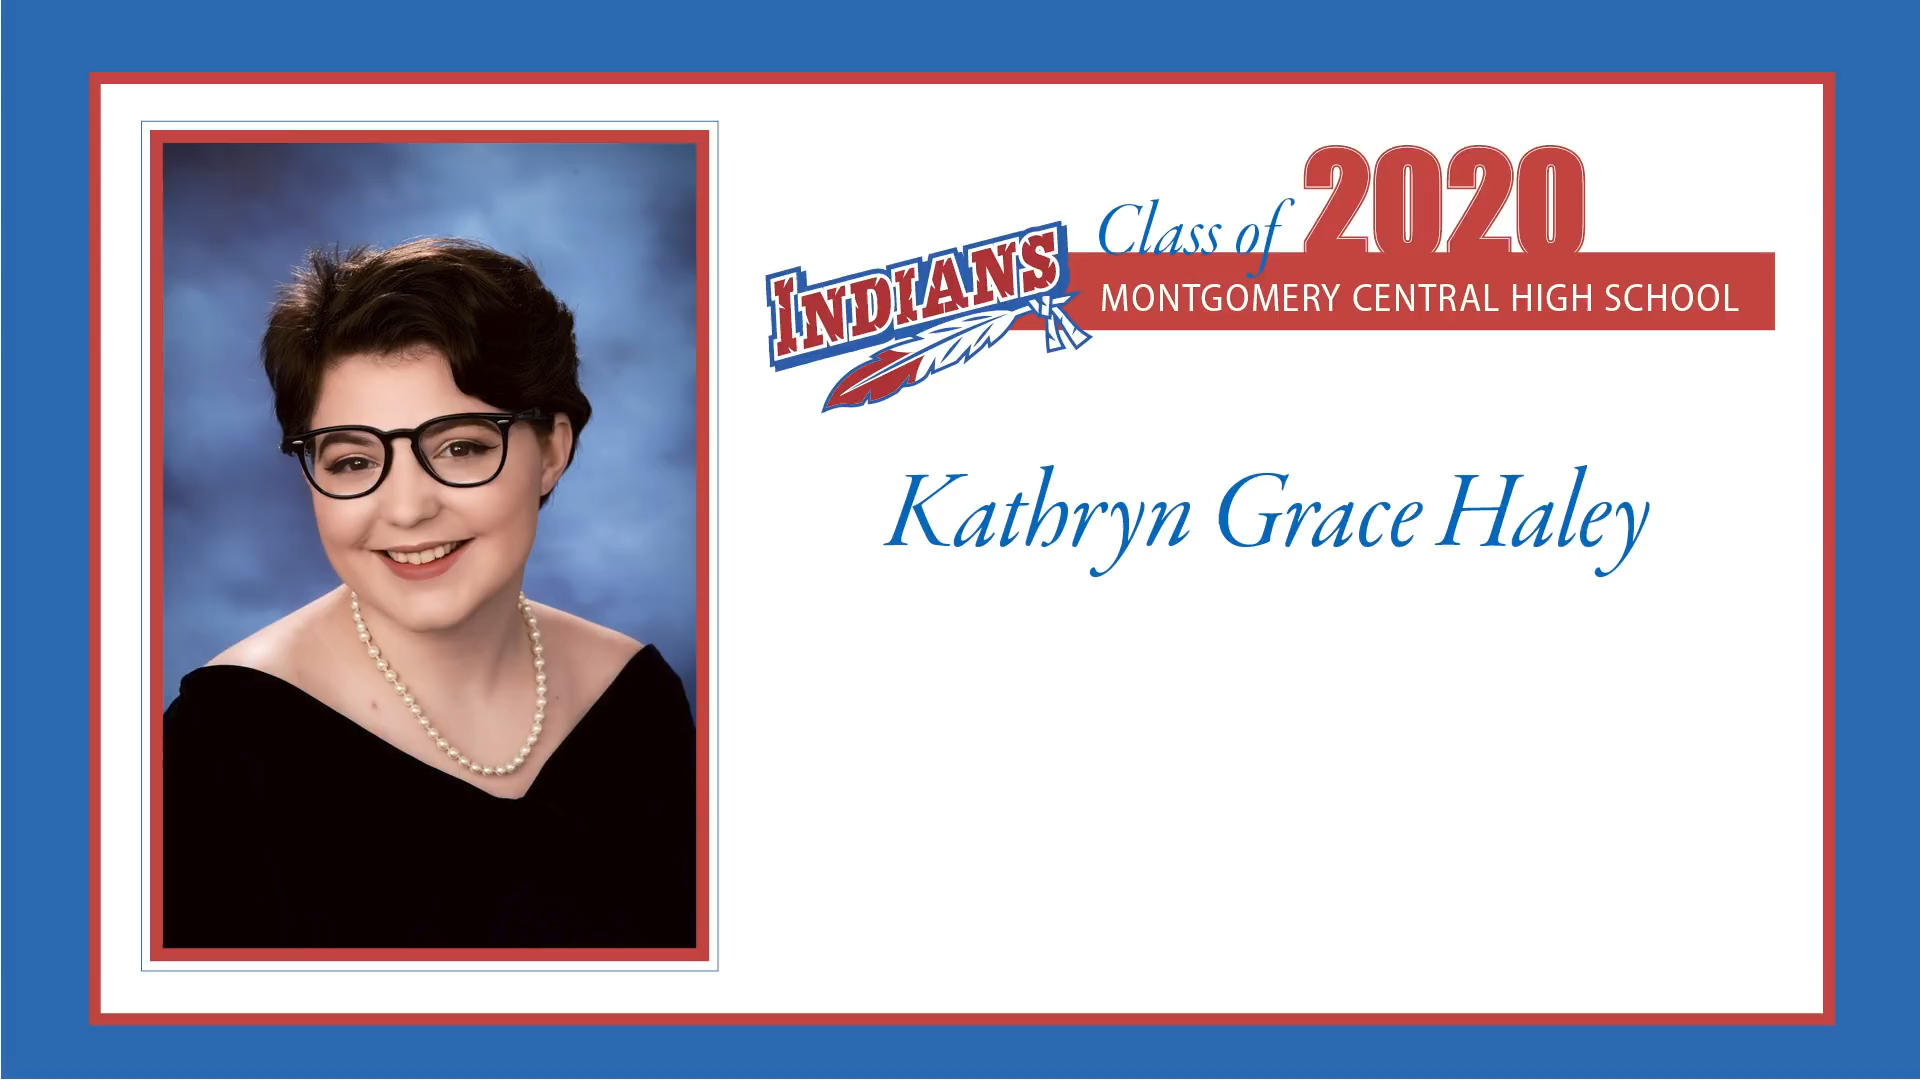 Class of 2020
INDIANS
MONTGOMERY CENTRAL HIGH SCHOOL
Kathryn Grace Haley